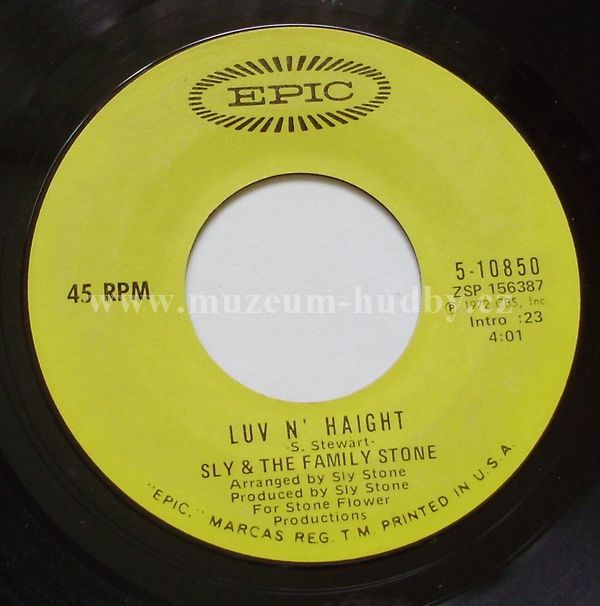 EPIC
45 RPM
5-10850
ZSP 156387
℗ 1972 CBS, Inc.
Intro :23
4:01
www.muzeum-hudby.cz
LUV N' HAIGHT
-S. Stewart-
SLY & THE FAMILY STONE
Arranged by Sly Stone
Produced by Sly Stone
For Stone Flower
Productions
"EPIC," MARCAS REG. T.M. PRINTED IN U.S.A.